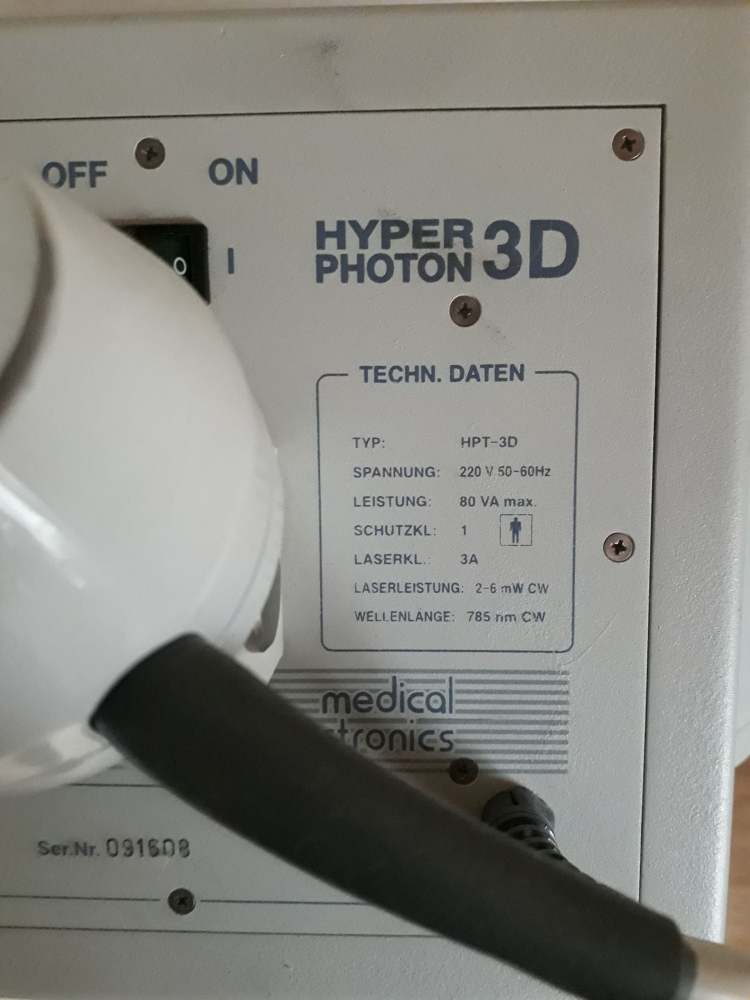 OFF ON
O I
HYPER
PHOTON 3D
TECHN. DATEN
TYP: HPT-3D
SPANNUNG: 220 V 50-60Hz
LEISTUNG: 80 VA max.
SCHUTZKL: 1
LASERKL.: 3A
LASERLEISTUNG: 2-6 mW CW
WELLENLÄNGE: 785 nm CW
medical
tronics
Ser.Nr. 091608